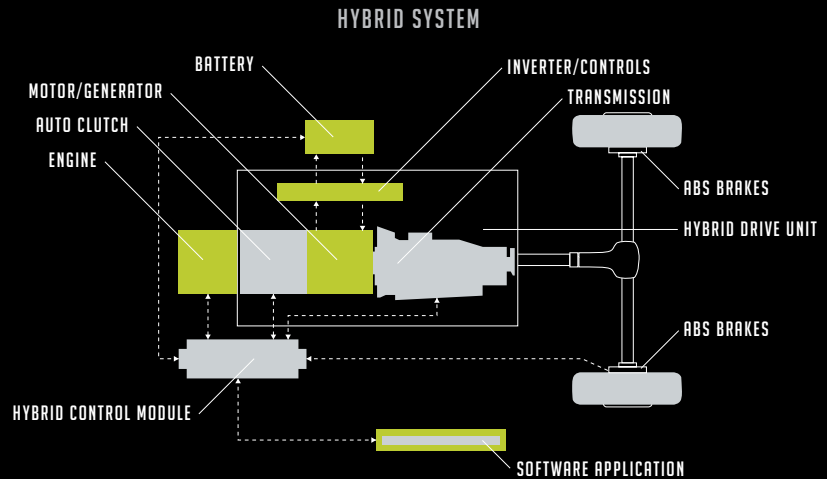 HYBRID SYSTEM
BATTERY
INVERTER/CONTROLS
MOTOR/GENERATOR
TRANSMISSION
AUTO CLUTCH
ENGINE
ABS BRAKES
HYBRID DRIVE UNIT
ABS BRAKES
HYBRID CONTROL MODULE
SOFTWARE APPLICATION